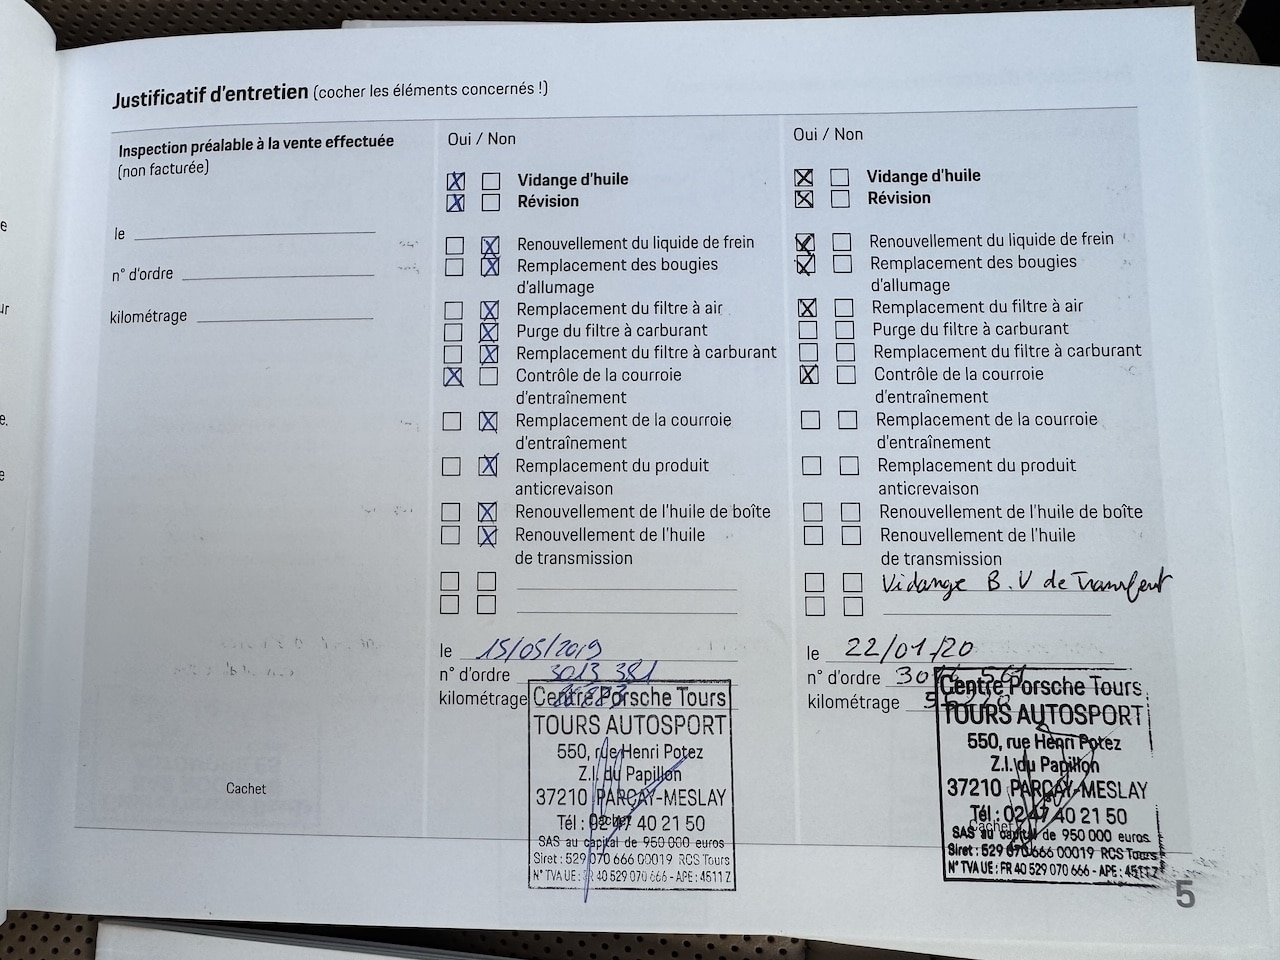 Justificatif d'entretien (cocher les éléments concernés !)
Inspection préalable à la vente effectuée
(non facturée)
le
n° d'ordre
kilométrage
Cachet
Oui / Non
Vidange d'huile
Révision
Renouvellement du liquide de frein
Remplacement des bougies
d'allumage
Remplacement du filtre à air
Purge du filtre à carburant
Remplacement du filtre à carburant
Contrôle de la courroie
d'entraînement
Remplacement de la courroie
d'entraînement
Remplacement du produit
anticrevaison
Renouvellement de l'huile de boîte
Renouvellement de l'huile
de transmission
le 15/05/2019
n° d'ordre 3013 381
kilométrage
Centre Porsche Tours
TOURS AUTOSPORT
550, rue Henri Potez
Z.I. du Papillon
37210 PARÇAY-MESLAY
Cachet
Tél : 02 47 40 21 50
SAS au capital de 950 000 euros
Siret : 529 070 666 00019 RCS Tours
N° TVA UE : FR 40 529 070 666 - APE : 4511 Z
Oui / Non
Vidange d'huile
Révision
Renouvellement du liquide de frein
Remplacement des bougies
d'allumage
Remplacement du filtre à air
Purge du filtre à carburant
Remplacement du filtre à carburant
Contrôle de la courroie
d'entraînement
Remplacement de la courroie
d'entraînement
Remplacement du produit
anticrevaison
Renouvellement de l'huile de boîte
Renouvellement de l'huile
de transmission
Vidange B.V de Transfert
le 22/01/20
n° d'ordre
kilométrage
Centre Porsche Tours
TOURS AUTOSPORT
550, rue Henri Potez
Z.I. du Papillon
37210 PARÇAY-MESLAY
Tél : 02 47 40 21 50
Cachet
SAS au capital de 950 000 euros
Siret : 529 070 666 00019 RCS Tours
N° TVA UE : FR 40 529 070 666 - APE : 4511 Z
5